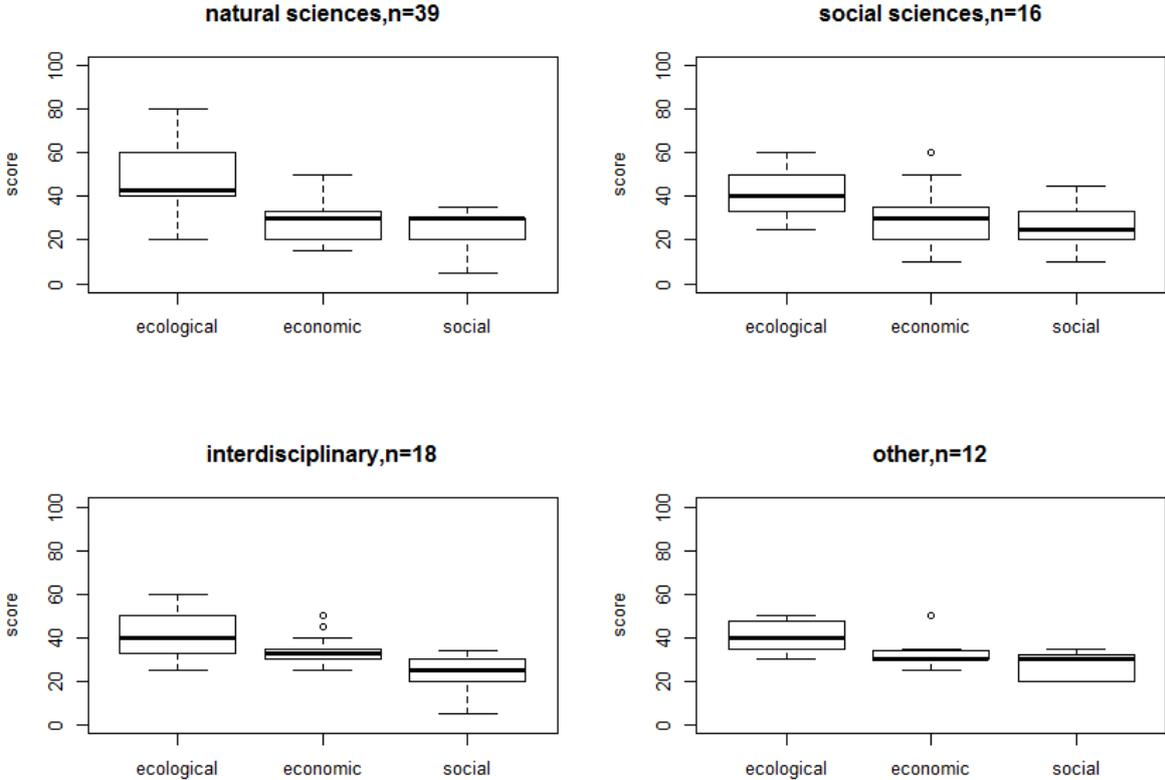 natural sciences,n=39
score
100
80
60
40
20
0
ecological economic social
social sciences,n=16
score
100
80
60
40
20
0
ecological economic social
interdisciplinary,n=18
score
100
80
60
40
20
0
ecological economic social
other,n=12
score
100
80
60
40
20
0
ecological economic social